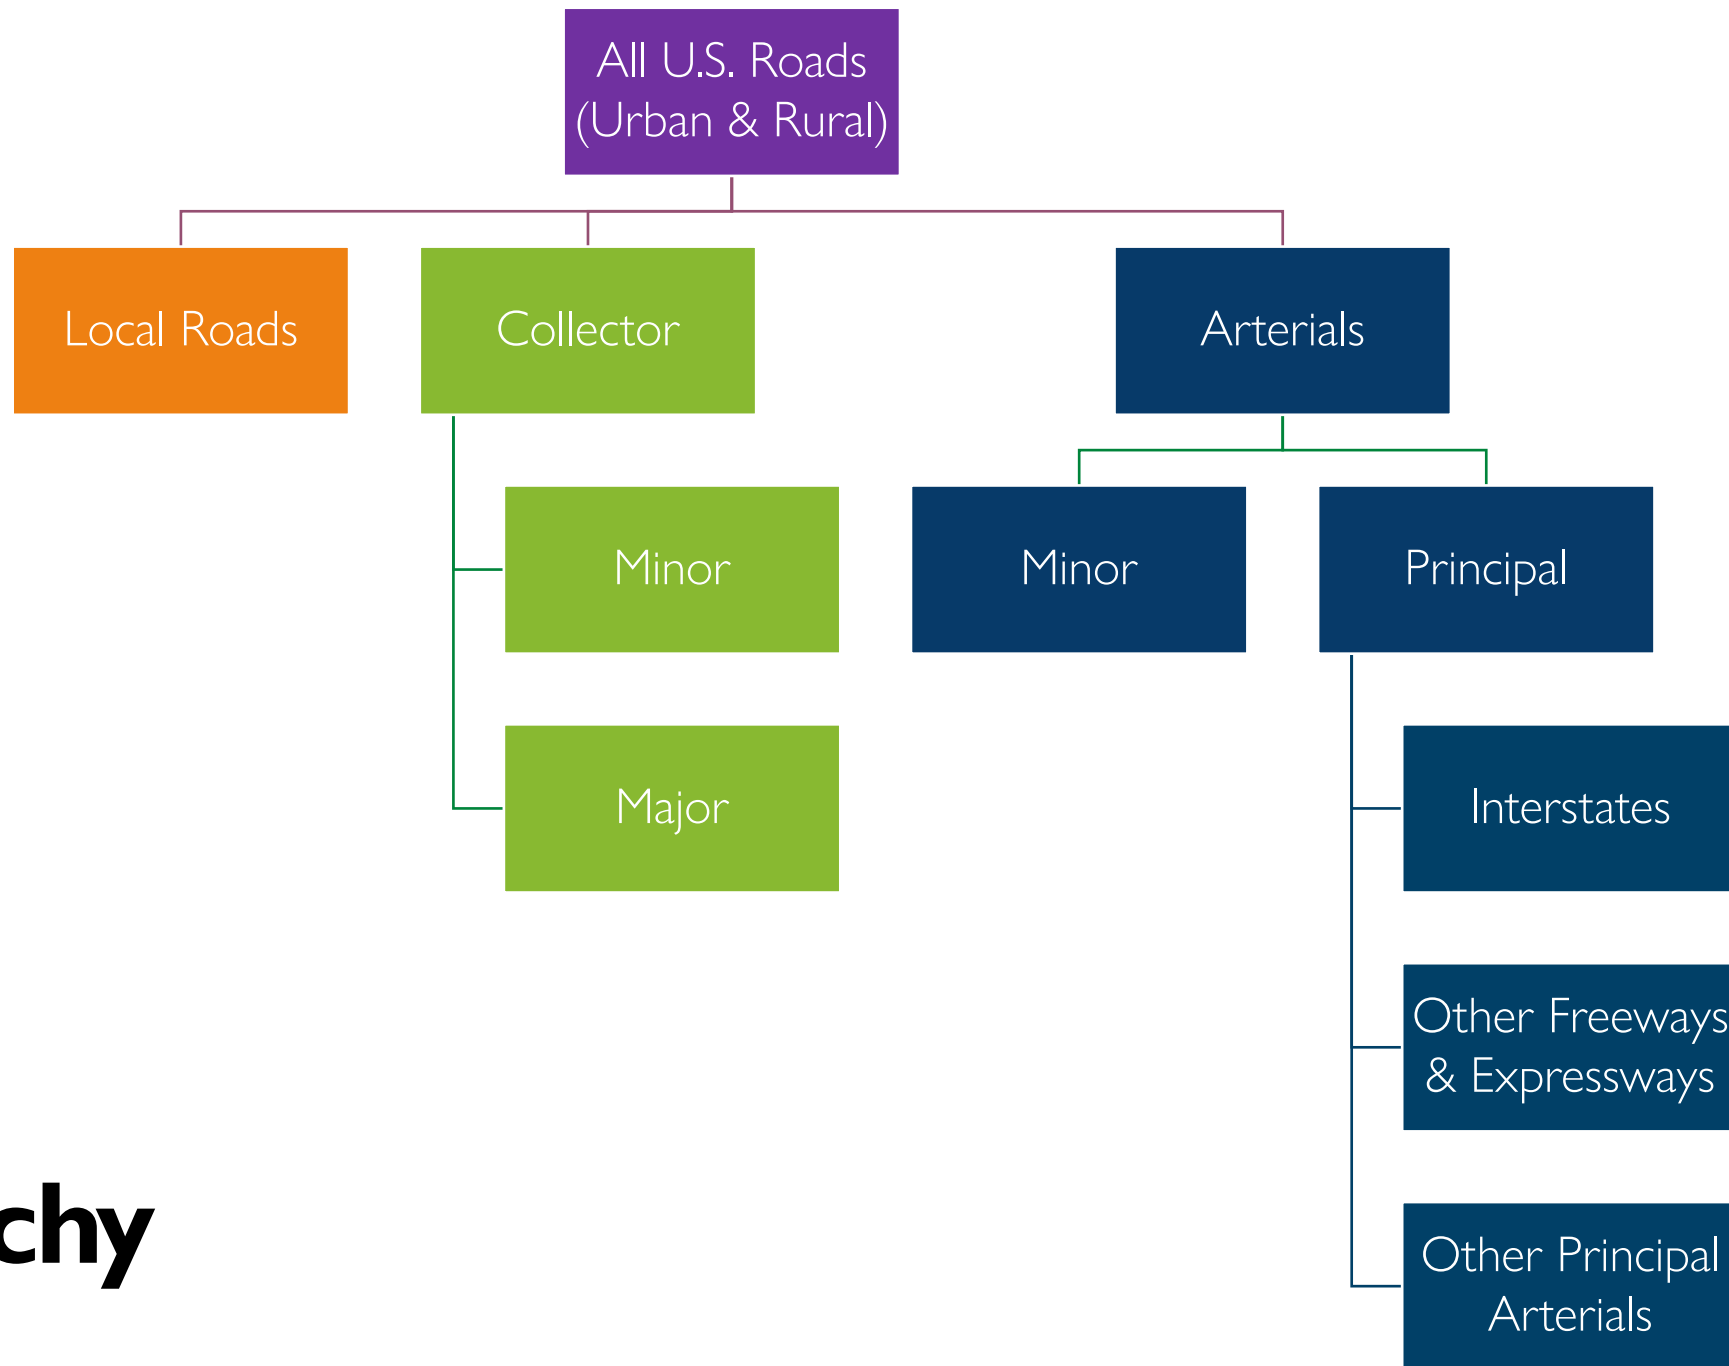 All U.S. Roads
(Urban & Rural)
Local Roads
Collector
Arterials
Minor
Minor
Principal
Major
Interstates
Other Freeways
& Expressways
chy
Other Principal
Arterials